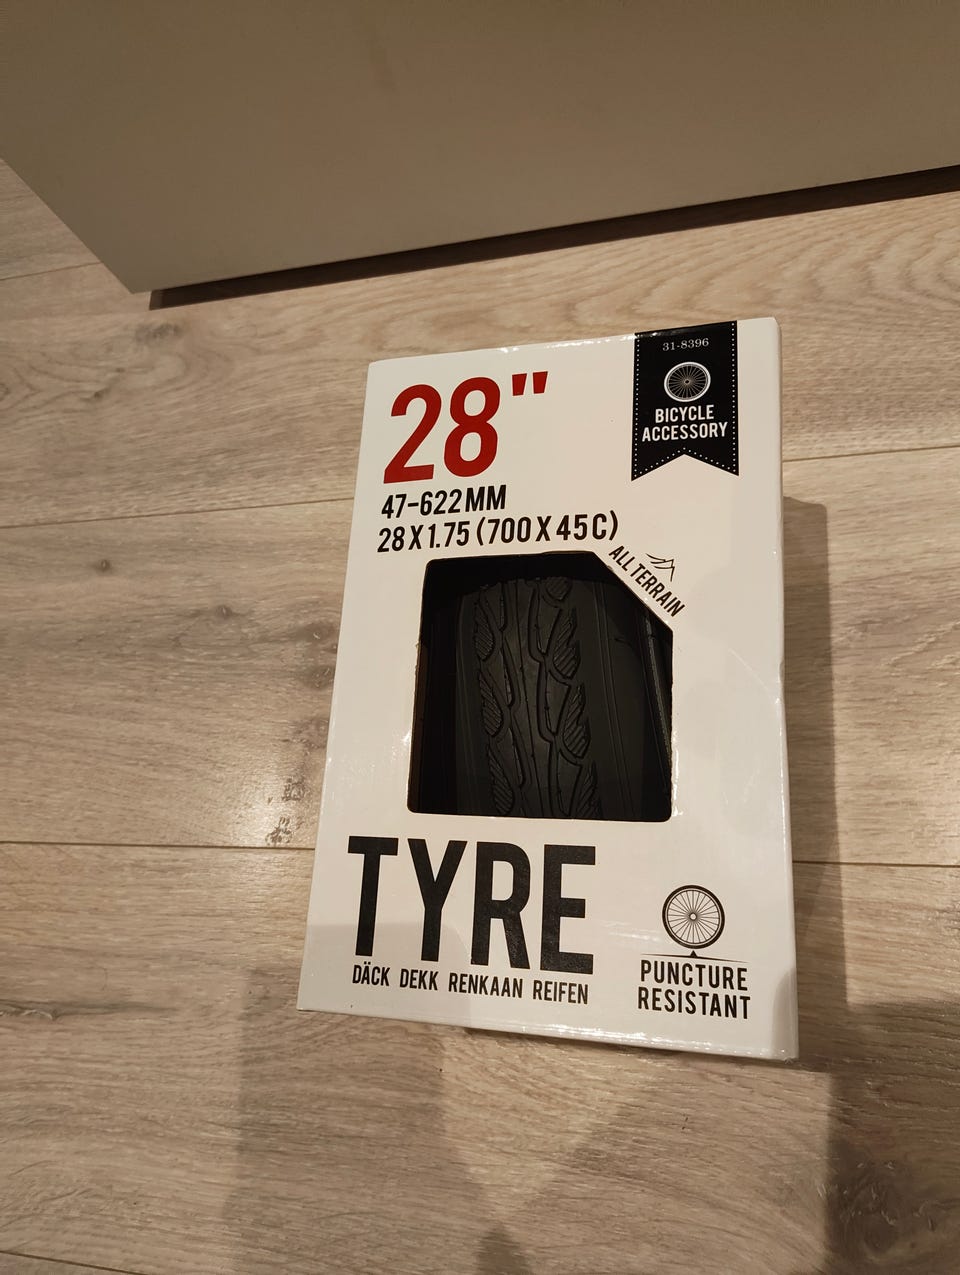 31-8396
BICYCLE
ACCESSORY
28"
47-622MM
28 X 1.75 (700 X 45C)
ALL TERRAIN
TYRE
DÄCK DEKK RENKAAN REIFEN
PUNCTURE
RESISTANT